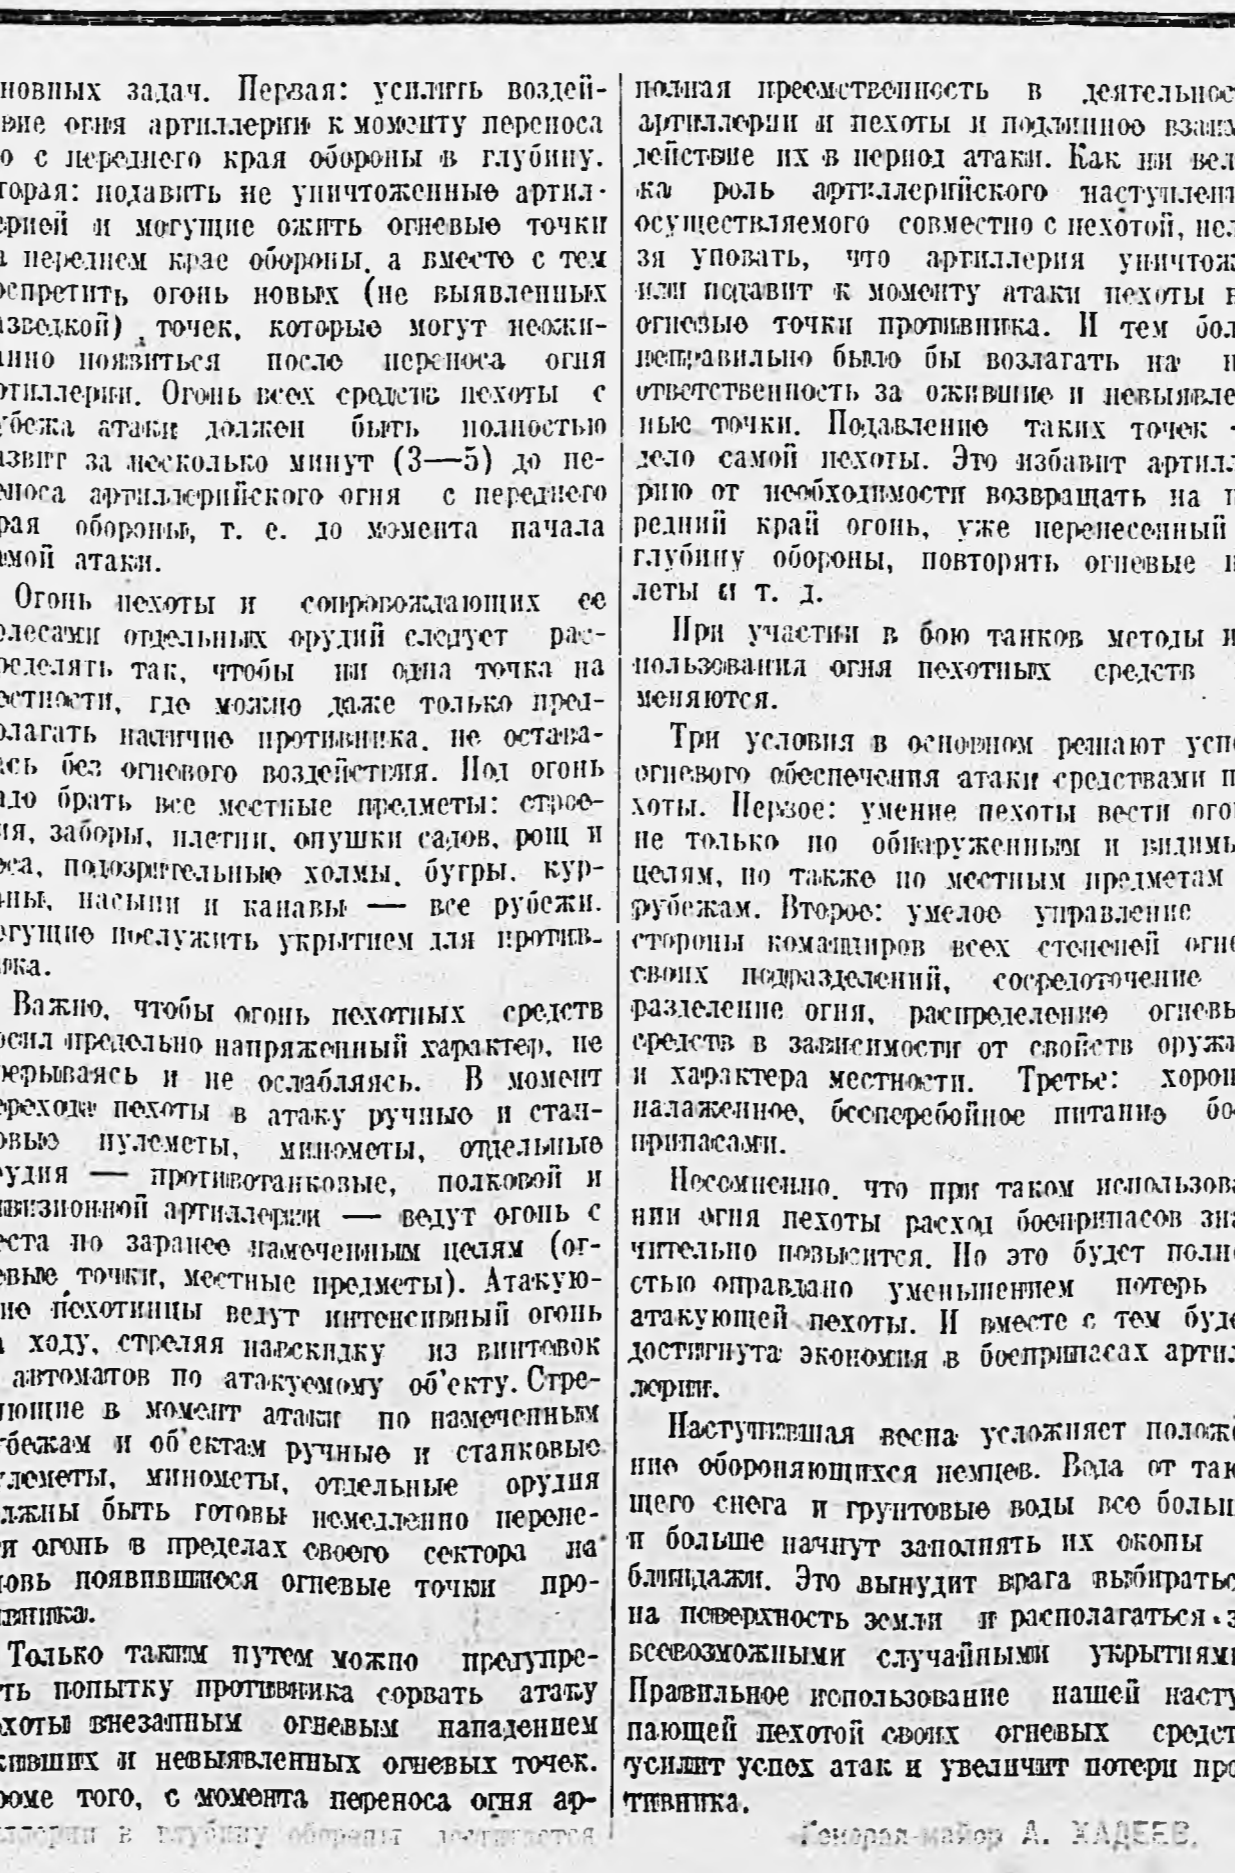 новных задач. Первая: усилить воздей-
вие огня артиллерии к моменту переноса
о с переднего края обороны в глубину.
торая: подавить не уничтоженные артил-
ерией и могущие ожить огневые точки
а переднем крае обороны, а вместе с тем
оспретить огонь новых (не выявленных
азведкой) точек, которые могут неожи-
анно появиться после переноса огня
ртиллерии. Огонь всех средств пехоты с
убежа атаки должен быть полностью
азвит за несколько минут (3—5) до пе-
еноса артиллерийского огня с переднего
рая обороны, т. е. до момента начала
амой атаки.
Огонь пехоты и сопровождающих ее
олесами отдельных орудий следует рас-
ределять так, чтобы ни одна точка на
естности, где можно даже только пред-
олагать наличие противника, не остава-
ась без огневого воздействия. Под огонь
адо брать все местные предметы: строе-
ия, заборы, плетни, опушки садов, рощ и
еса, подозрительные холмы, бугры, кур-
аны, насыпи и канавы — все рубежи,
огущие послужить укрытием для против-
ика.
Важно, чтобы огонь пехотных средств
осил предельно напряженный характер, не
рерываясь и не ослабляясь. В момент
ерехода пехоты в атаку ручные и стан-
овые пулеметы, минометы, отдельные
рудия — противотанковые, полковой и
ивизионной артиллерии — ведут огонь с
еста по заранее намеченным целям (ог-
евые точки, местные предметы). Атакую-
ие пехотинцы ведут интенсивный огонь
а ходу, стреляя навскидку из винтовок
автоматов по атакуемому об'екту. Стре-
яющие в момент атаки по намеченным
убежам и об'ектам ручные и станковые
улеметы, минометы, отдельные орудия
олжны быть готовы немедленно перене-
я огонь в пределах своего сектора на
новь появившиеся огневые точки про-
ивника.
Только таким путем можно предупре-
ть попытку противника сорвать атаку
хоты внезапным огневым нападением
живших и невыявленных огневых точек.
роме того, с момента переноса огня ар-
иллерии в глубину обороны достигается
полная преемственность в деятельнос
артиллерии и пехоты и подлинное взаим
действие их в период атаки. Как ни вел
ка роль артиллерийского наступлени
осуществляемого совместно с пехотой, нел
зя уповать, что артиллерия уничтож
или подавит к моменту атаки пехоты в
огневые точки противника. И тем бол
неправильно было бы возлагать на н
ответственность за ожившие и невыявлен
ные точки. Подавление таких точек —
дело самой пехоты. Это избавит артилл
рию от необходимости возвращать на п
редний край огонь, уже перенесенный
глубину обороны, повторять огневые н
леты и т. д.
При участии в бою танков методы и
пользования огня пехотных средств
меняются.
Три условия в основном решают успе
огневого обеспечения атаки средствами п
хоты. Первое: умение пехоты вести огон
не только по обнаруженным и видимы
целям, но также по местным предметам
рубежам. Второе: умелое управление
стороны командиров всех степеней огне
своих подразделений, сосредоточение
разделение огня, распределение огневы
средств в зависимости от свойств оружи
и характера местности. Третье: хорош
налаженное, бесперебойное питание бое
припасами.
Несомненно, что при таком использова
нии огня пехоты расход боеприпасов зна
чительно повысится. Но это будет полно
стью оправдано уменьшением потерь
атакующей пехоты. И вместе с тем буде
достигнута экономия в боеприпасах артил
лерии.
Наступившая весна усложняет положе
ние обороняющихся немцев. Вода от таю
щего снега и грунтовые воды все больш
и больше начнут заполнять их окопы
блиндажи. Это вынудит врага выбиратьс
на поверхность земли и располагаться з
всевозможными случайными укрытиями
Правильное использование нашей насту
пающей пехотой своих огневых средст
усилит успех атак и увеличит потери про
тивника.
Генерал-майор А. ХАДЕЕВ.